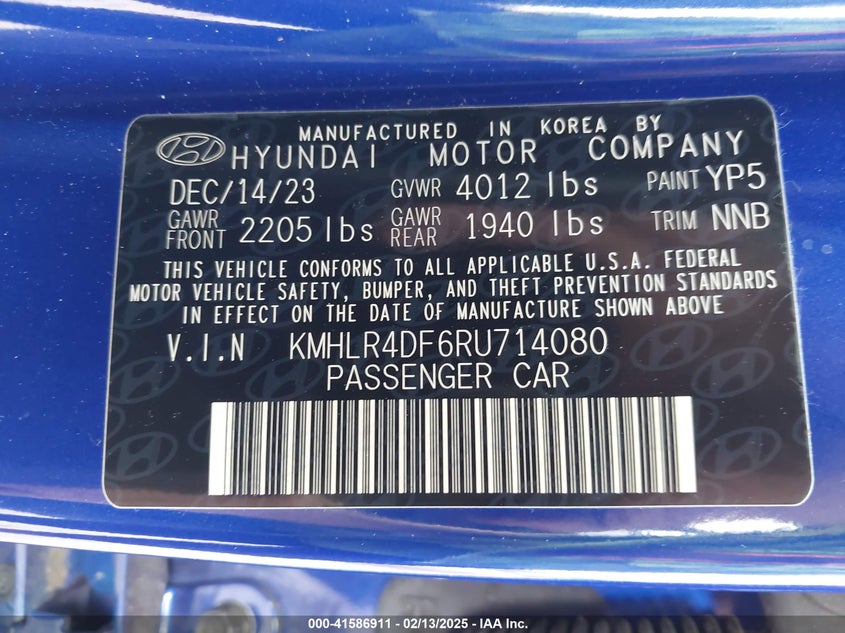 MANUFACTURED IN KOREA BY
HYUNDAI MOTOR COMPANY
DEC/14/23 GVWR 4012 lbs PAINT YP5
GAWR FRONT 2205 lbs GAWR REAR 1940 lbs TRIM NNB
THIS VEHICLE CONFORMS TO ALL APPLICABLE U.S.A. FEDERAL
MOTOR VEHICLE SAFETY, BUMPER, AND THEFT PREVENTION STANDARDS
IN EFFECT ON THE DATE OF MANUFACTURE SHOWN ABOVE
V.I.N KMHLR4DF6RU714080
PASSENGER CAR
000-41586911 - 02/13/2025 - IAA Inc.